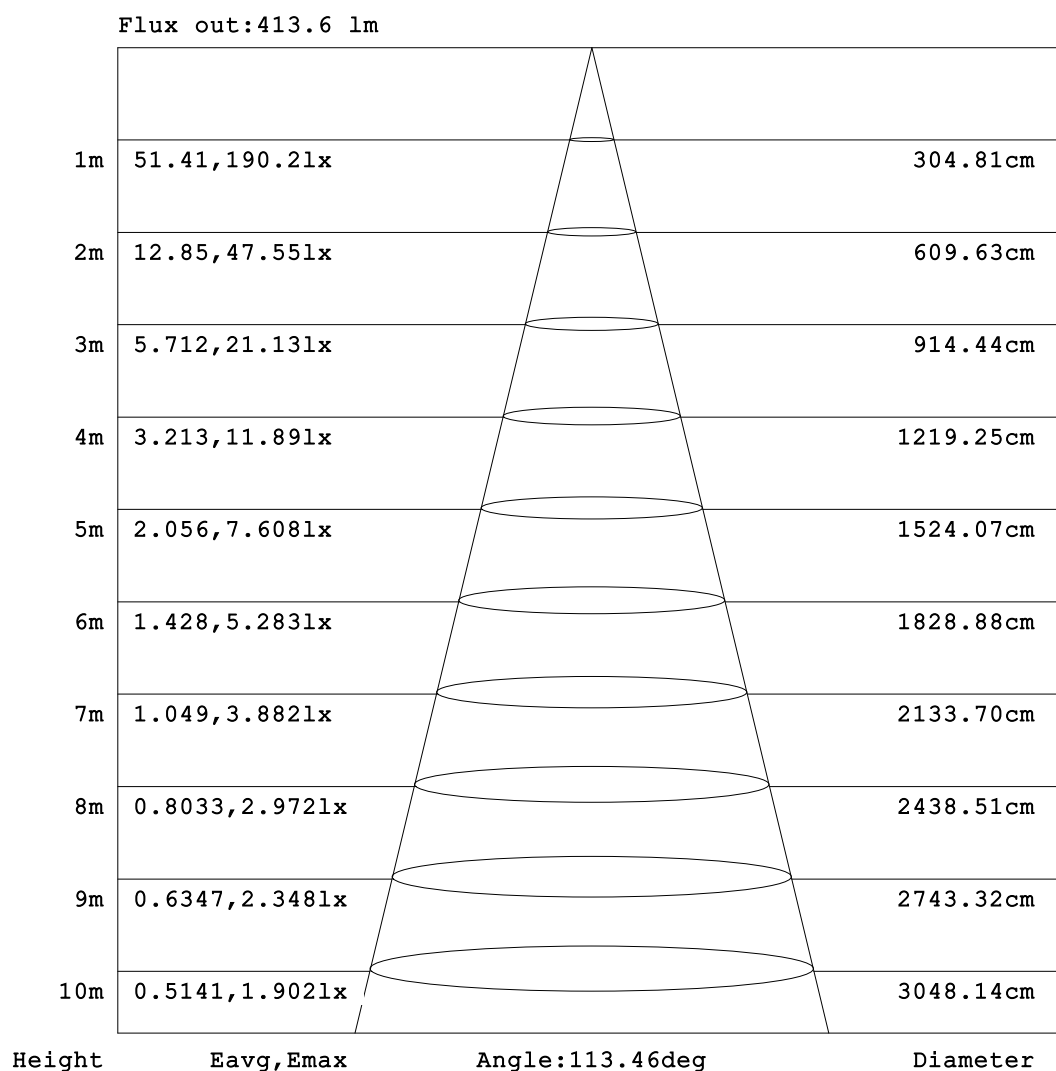 Flux out:413.6 lm
1m 51.41,190.2lx 304.81cm
2m 12.85,47.55lx 609.63cm
3m 5.712,21.13lx 914.44cm
4m 3.213,11.89lx 1219.25cm
5m 2.056,7.608lx 1524.07cm
6m 1.428,5.283lx 1828.88cm
7m 1.049,3.882lx 2133.70cm
8m 0.8033,2.972lx 2438.51cm
9m 0.6347,2.348lx 2743.32cm
10m 0.5141,1.902lx 3048.14cm
Height Eavg,Emax Angle:113.46deg Diameter